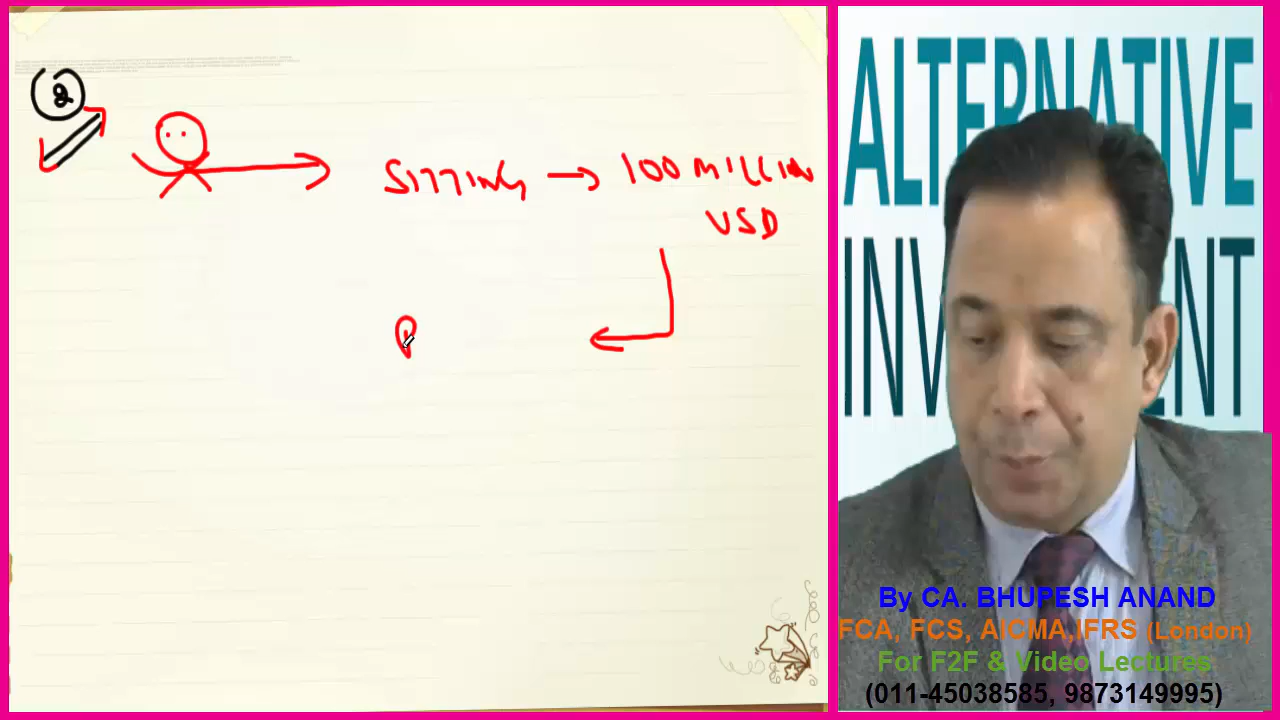 2
SITTING → 100 MILLION
USD
ALTERNATIVE
INV NT
By CA. BHUPESH ANAND
FCA, FCS, AICMA,IFRS (London)
For F2F & Video Lectures
(011-45038585, 9873149995)